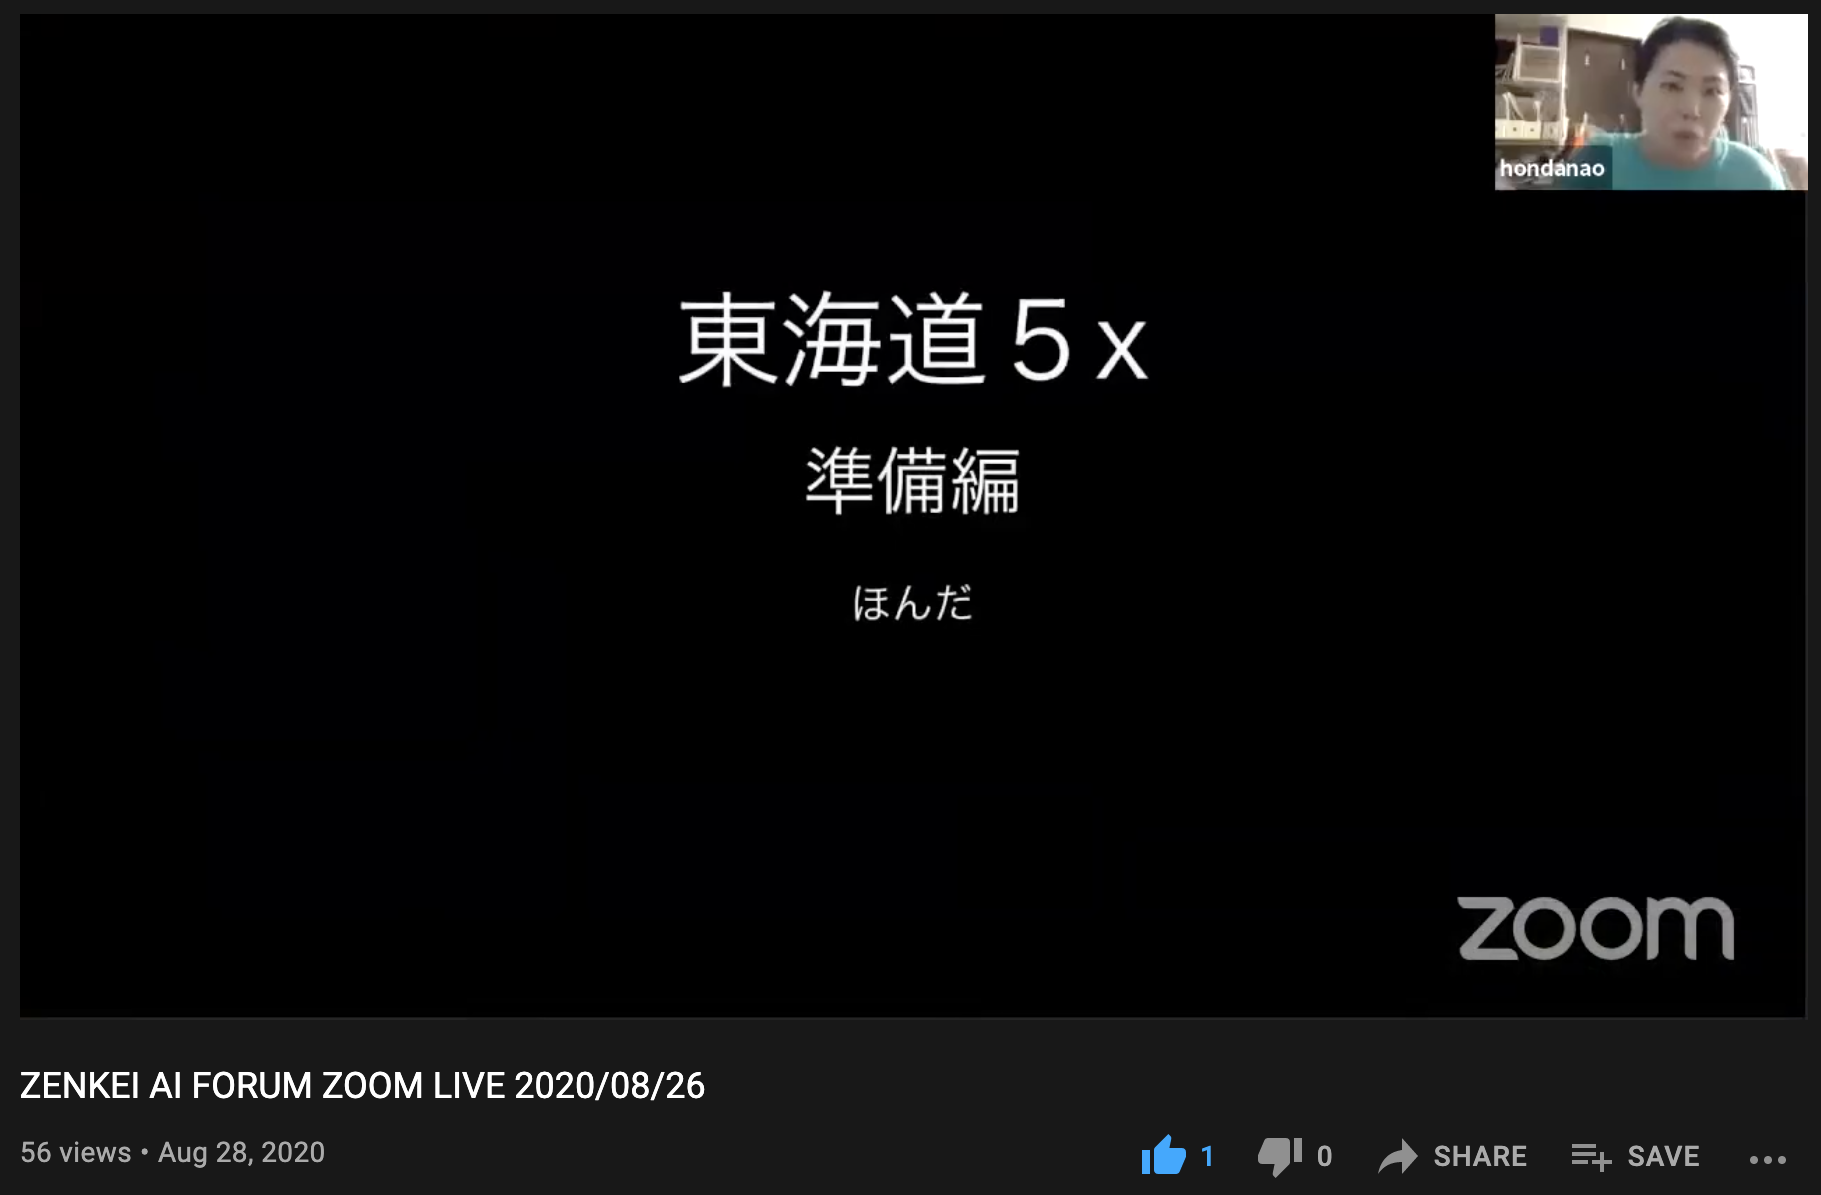 hondanao
東海道5x
準備編
ほんだ
zoom
ZENKEI AI FORUM ZOOM LIVE 2020/08/26
56 views • Aug 28, 2020
1 0 SHARE SAVE